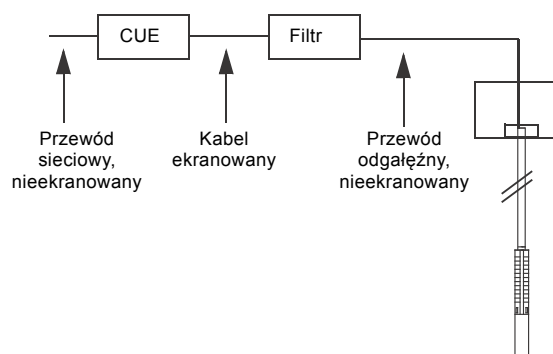 CUE
Filtr
Przewód
sieciowy,
nieekranowany
Kabel
ekranowany
Przewód
odgałęźny,
nieekranowany